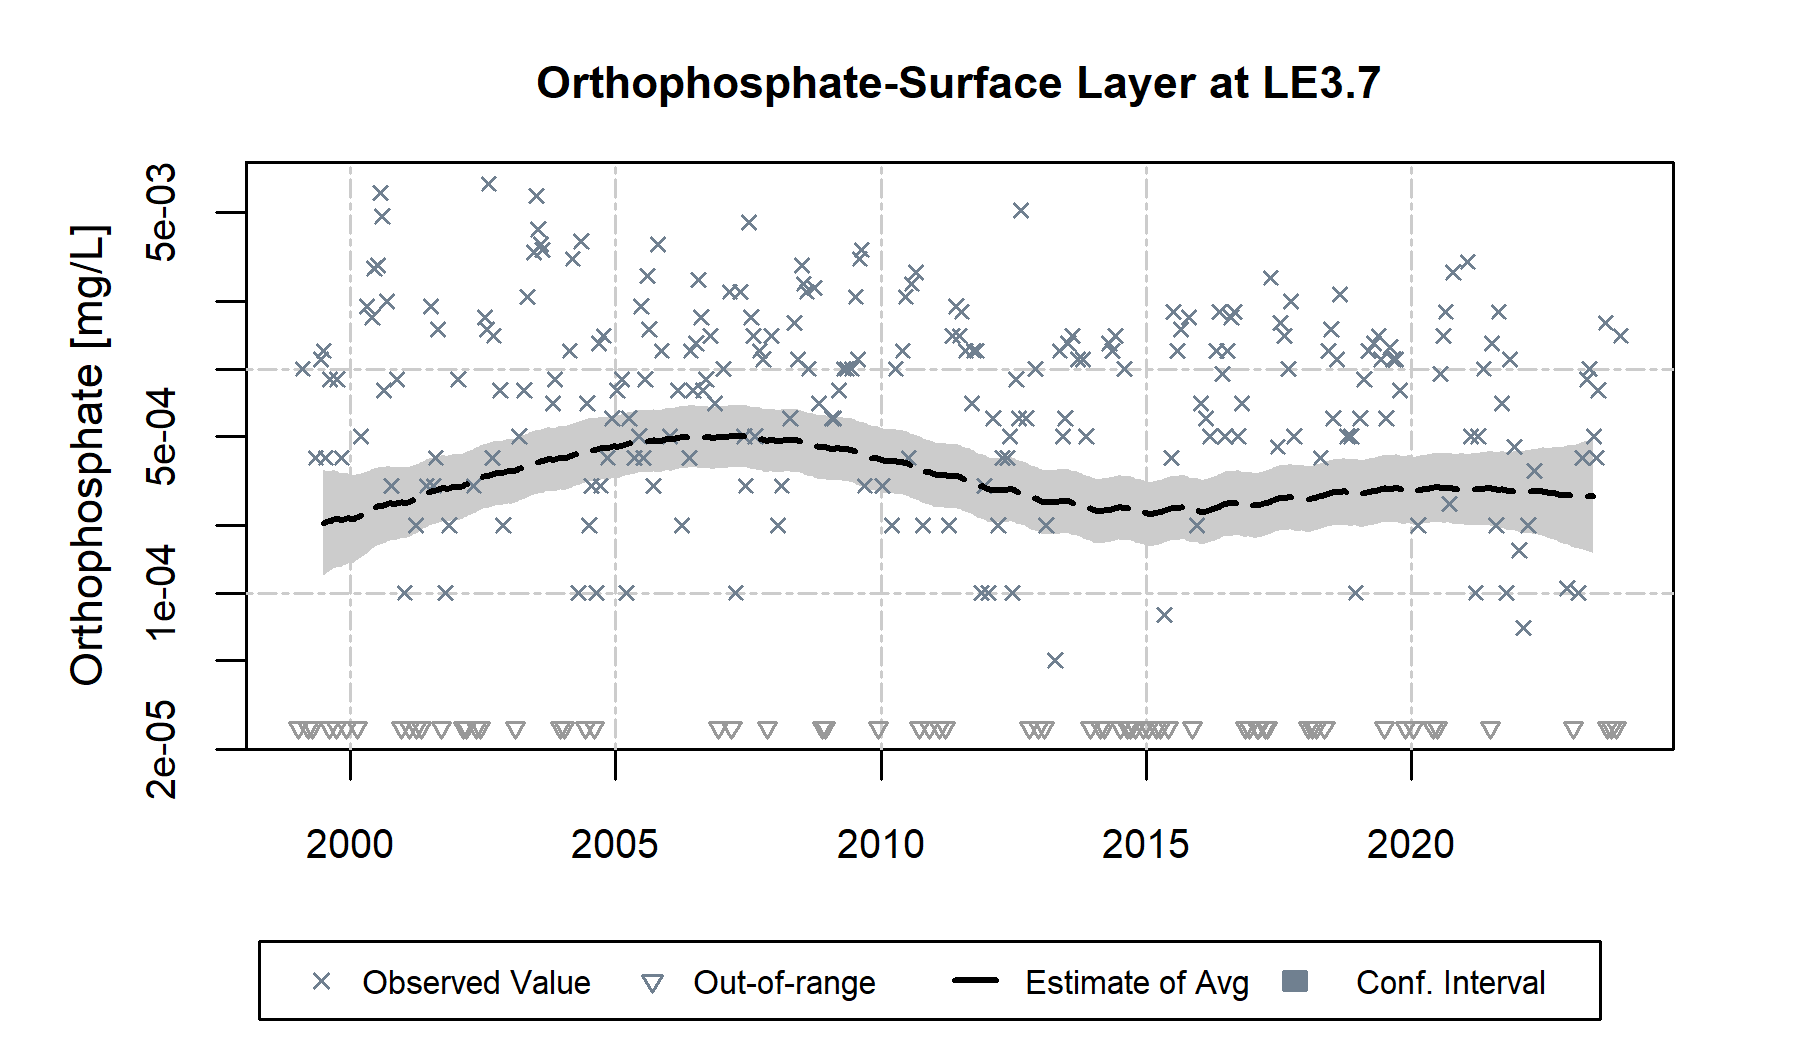 Orthophosphate-Surface Layer at LE3.7
Orthophosphate [mg/L]
5e-03
5e-04
1e-04
2e-05
2000 2005 2010 2015 2020
Observed Value Out-of-range Estimate of Avg Conf. Interval